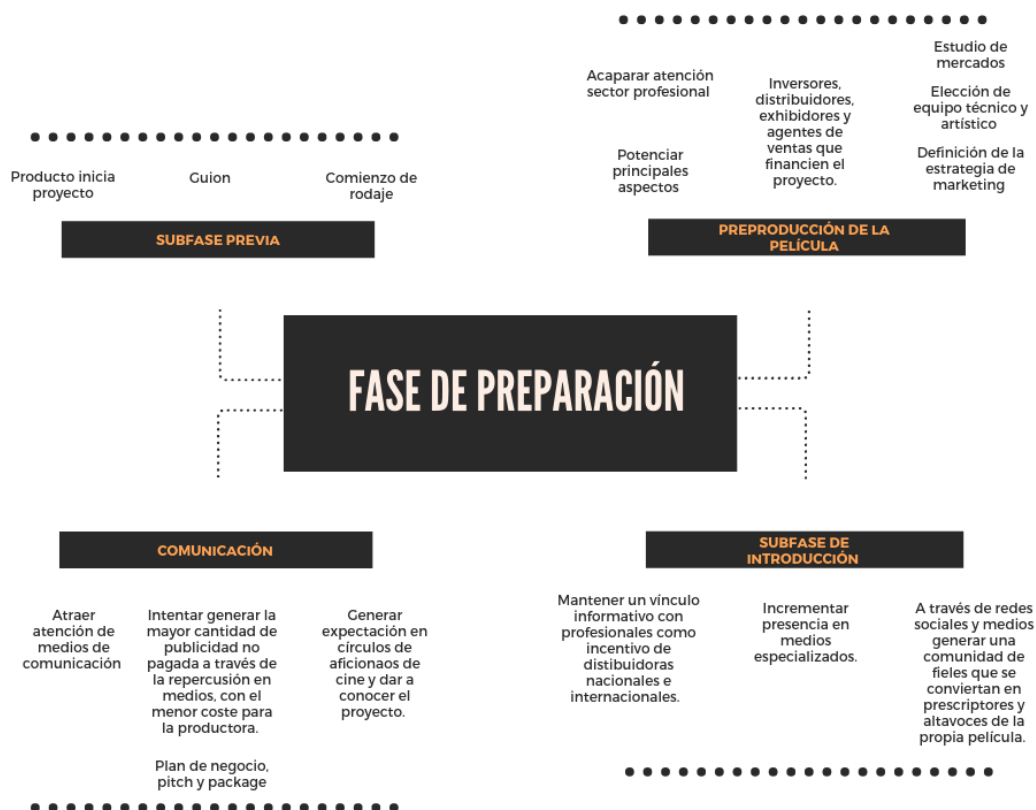 Producto inicia
proyecto
Guion
Comienzo de
rodaje
SUBFASE PREVIA
Acaparar atención
sector profesional
Potenciar
principales
aspectos
Inversores,
distribuidores,
exhibidores y
agentes de
ventas que
financien el
proyecto.
Estudio de
mercados
Elección de
equipo técnico y
artístico
Definición de la
estrategia de
marketing
PREPRODUCCIÓN DE LA
PELÍCULA
FASE DE PREPARACIÓN
COMUNICACIÓN
Atraer
atención de
medios de
comunicación
Intentar generar la
mayor cantidad de
publicidad no
pagada a través de
la repercusión en
medios, con el
menor coste para
la productora.
Plan de negocio,
pitch y package
Generar
expectación en
círculos de
aficionaos de
cine y dar a
conocer el
proyecto.
SUBFASE DE
INTRODUCCIÓN
Mantener un vínculo
informativo con
profesionales como
incentivo de
distibuidoras
nacionales e
internacionales.
Incrementar
presencia en
medios
especializados.
A través de redes
sociales y medios
generar una
comunidad de
fieles que se
conviertan en
prescriptores y
altavoces de la
propia película.